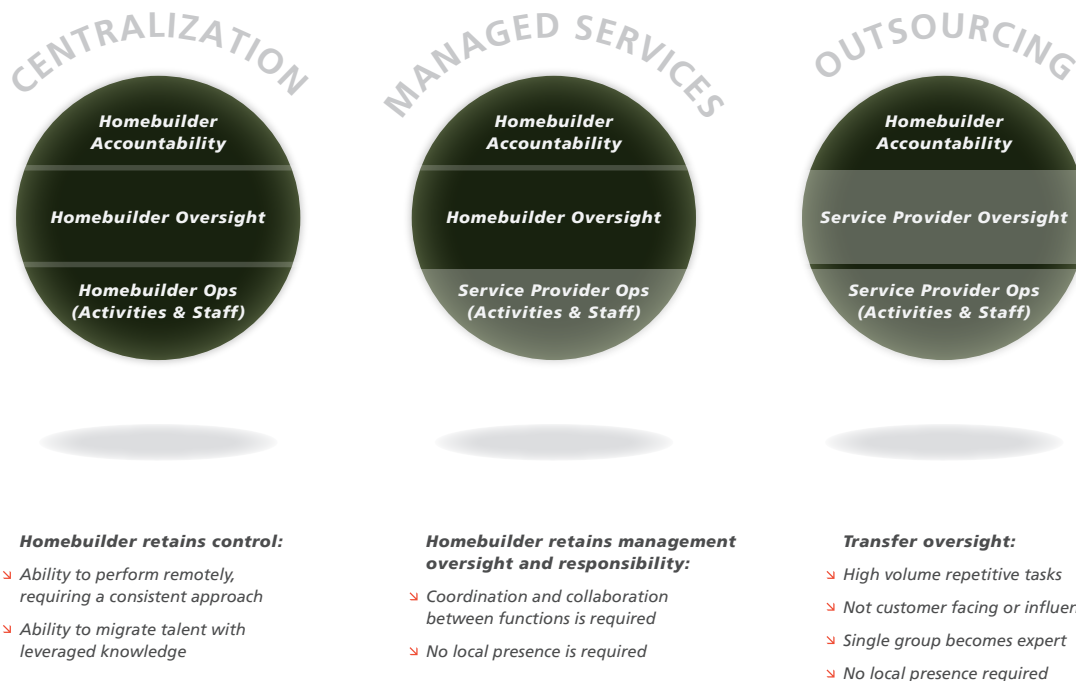 CENTRALIZATION
Homebuilder
Accountability
Homebuilder Oversight
Homebuilder Ops
(Activities & Staff)
Homebuilder retains control:
Ability to perform remotely,
requiring a consistent approach
Ability to migrate talent with
leveraged knowledge
MANAGED SERVICES
Homebuilder
Accountability
Homebuilder Oversight
Service Provider Ops
(Activities & Staff)
Homebuilder retains management
oversight and responsibility:
Coordination and collaboration
between functions is required
No local presence is required
OUTSOURCING
Homebuilder
Accountability
Service Provider Oversight
Service Provider Ops
(Activities & Staff)
Transfer oversight:
High volume repetitive tasks
Not customer facing or
Single group becomes expert
No local presence required